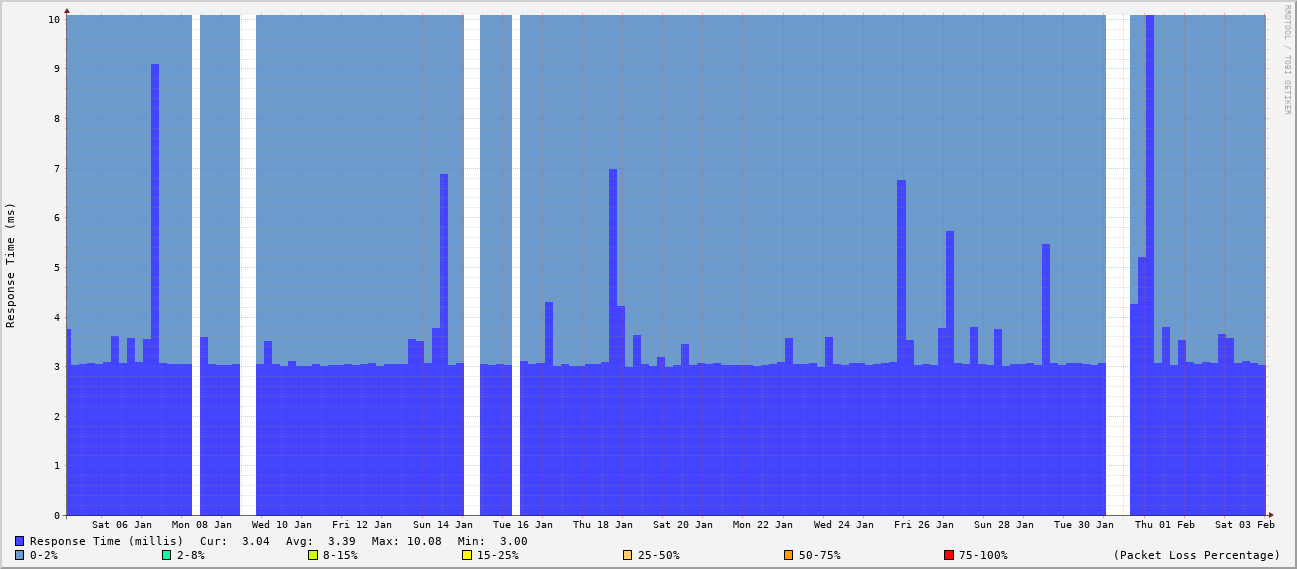 RRDTOOL / TOBI OETIKER
Response Time (ms)
10
9
8
7
6
5
4
3
2
1
0
Sat 06 Jan Mon 08 Jan Wed 10 Jan Fri 12 Jan Sun 14 Jan Tue 16 Jan Thu 18 Jan Sat 20 Jan Mon 22 Jan Wed 24 Jan Fri 26 Jan Sun 28 Jan Tue 30 Jan Thu 01 Feb Sat 03 Feb
Response Time (millis) Cur: 3.04 Avg: 3.39 Max: 10.08 Min: 3.00
0-2% 2-8% 8-15% 15-25% 25-50% 50-75% 75-100% (Packet Loss Percentage)